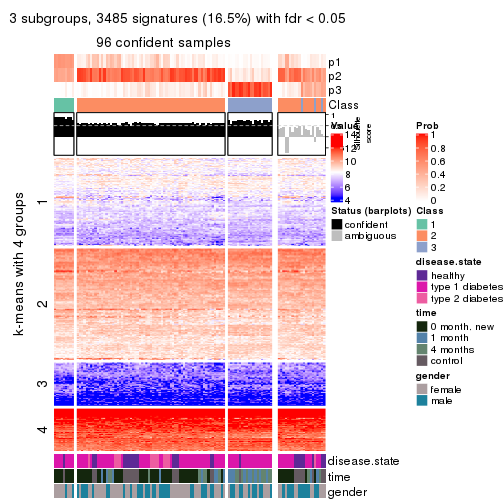 3 subgroups, 3485 signatures (16.5%) with fdr < 0.05
96 confident samples
p1
p2
p3
Class
1
Silhouette
score
k-means with 4 groups
1
2
3
4
disease.state
time
gender
Value
14
12
10
8
6
4
Status (barplots)
confident
ambiguous
Prob
1
0.8
0.6
0.4
0.2
0
Class
1
2
3
disease.state
healthy
type 1 diabetes
type 2 diabetes
time
0 month. new
1 month
4 months
control
gender
female
male